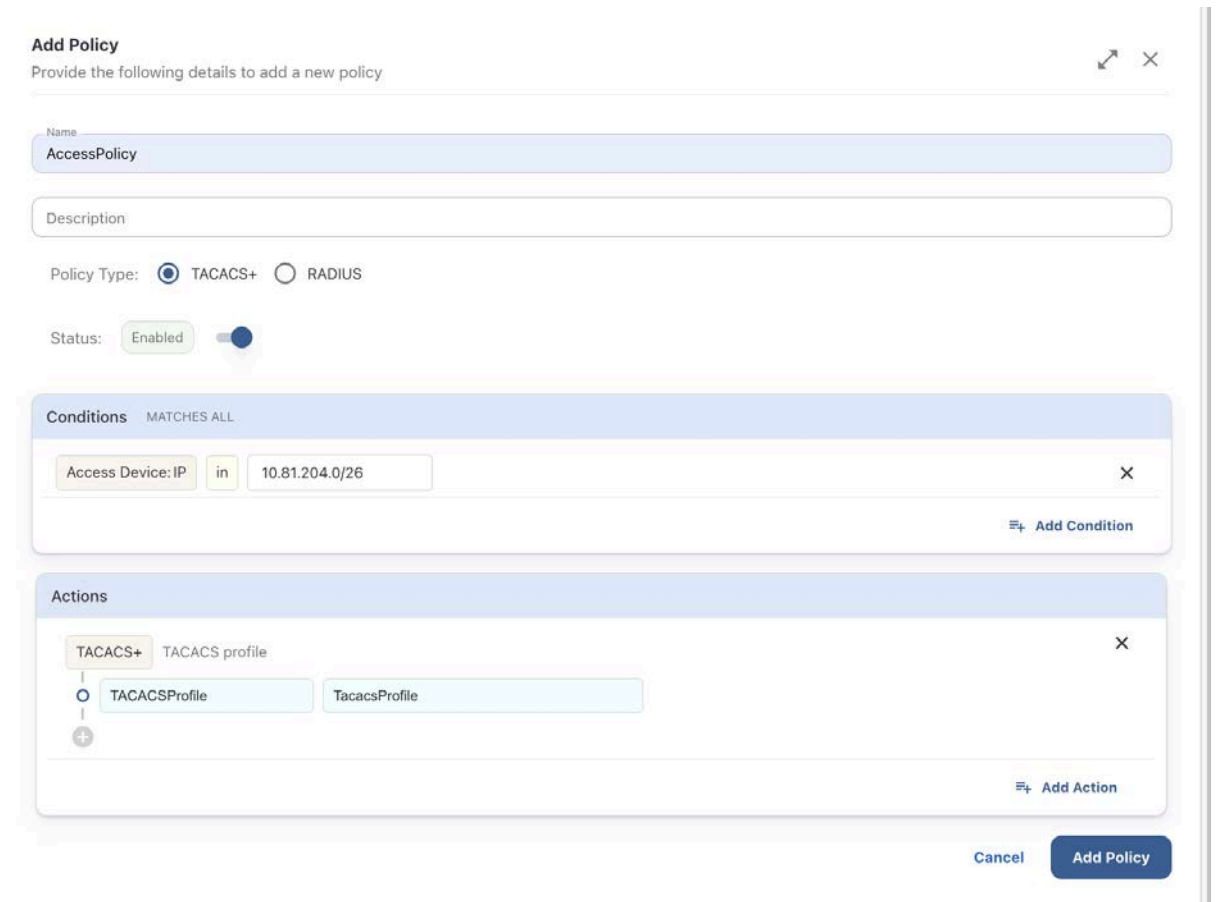 Add Policy
Provide the following details to add a new policy
Name
AccessPolicy
Description
Policy Type: TACACS+ RADIUS
Status: Enabled
Conditions MATCHES ALL
Access Device:IP in 10.81.204.0/26
Add Condition
Actions
TACACS+ TACACS profile
TACACSProfile TacacsProfile
Add Action
Cancel Add Policy